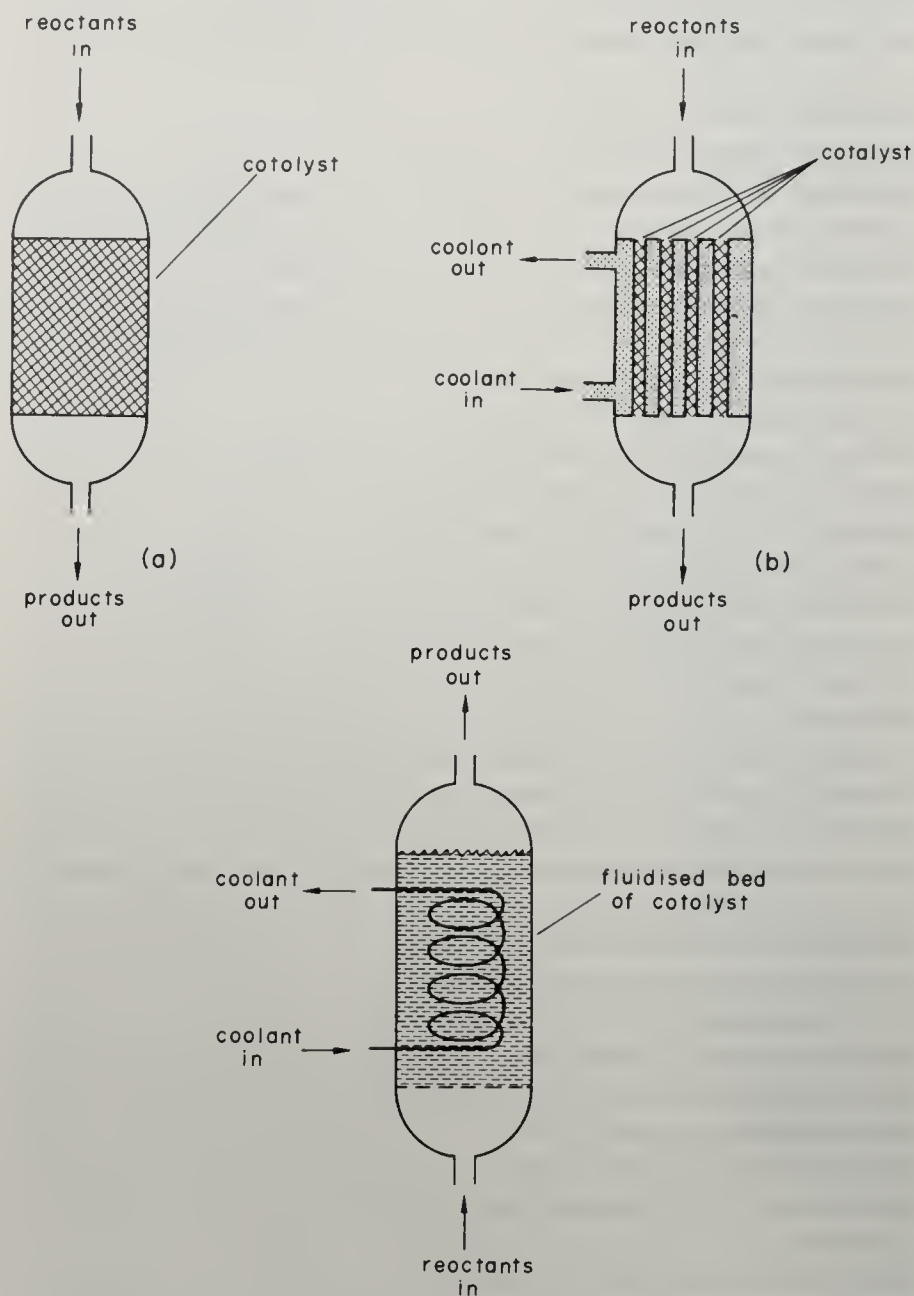 reoctants
in
cotolyst
(a)
products
out
reoctonts
in
cotalyst
coolont
out
coolant
in
(b)
products
out
products
out
coolant
out
fluidised bed
of cotolyst
coolant
in
reoctants
in